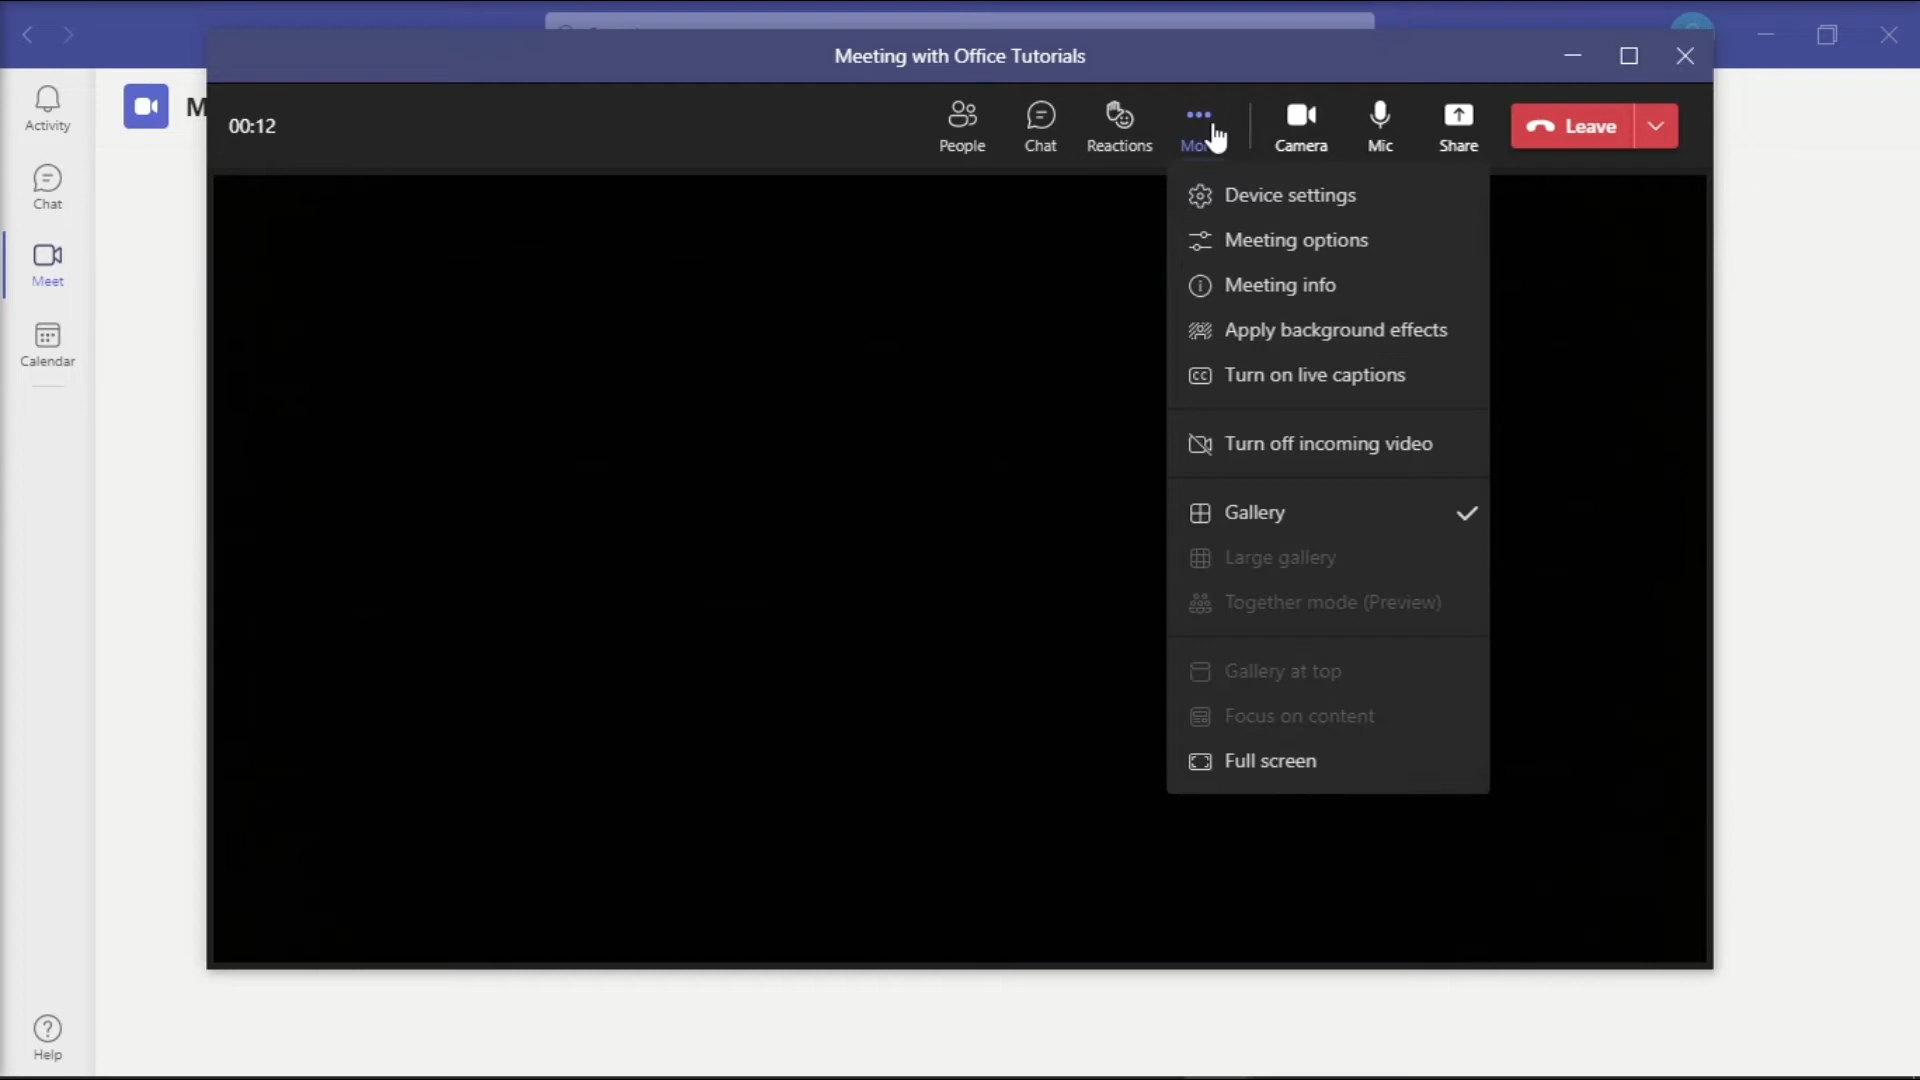 Meeting with Office Tutorials
Activity
Chat
Meet
Calendar
Help
M
00:12
People
Chat
Reactions
Camera
Mic
Share
Leave
Device settings
Meeting options
Meeting info
Apply background effects
CC Turn on live captions
Turn off incoming video
Gallery
Large gallery
Together mode (Preview)
Gallery at top
Focus on content
Full screen